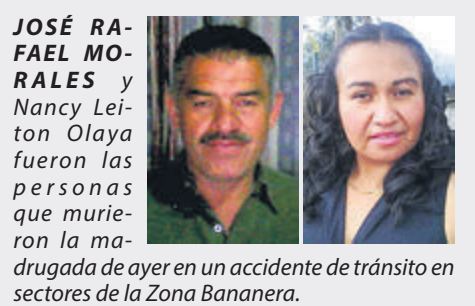 JOSÉ RA-
FAEL MO-
RALES y
Nancy Lei-
ton Olaya
fueron las
personas
que murie-
ron la ma-
drugada de ayer en un accidente de tránsito en
sectores de la Zona Bananera.